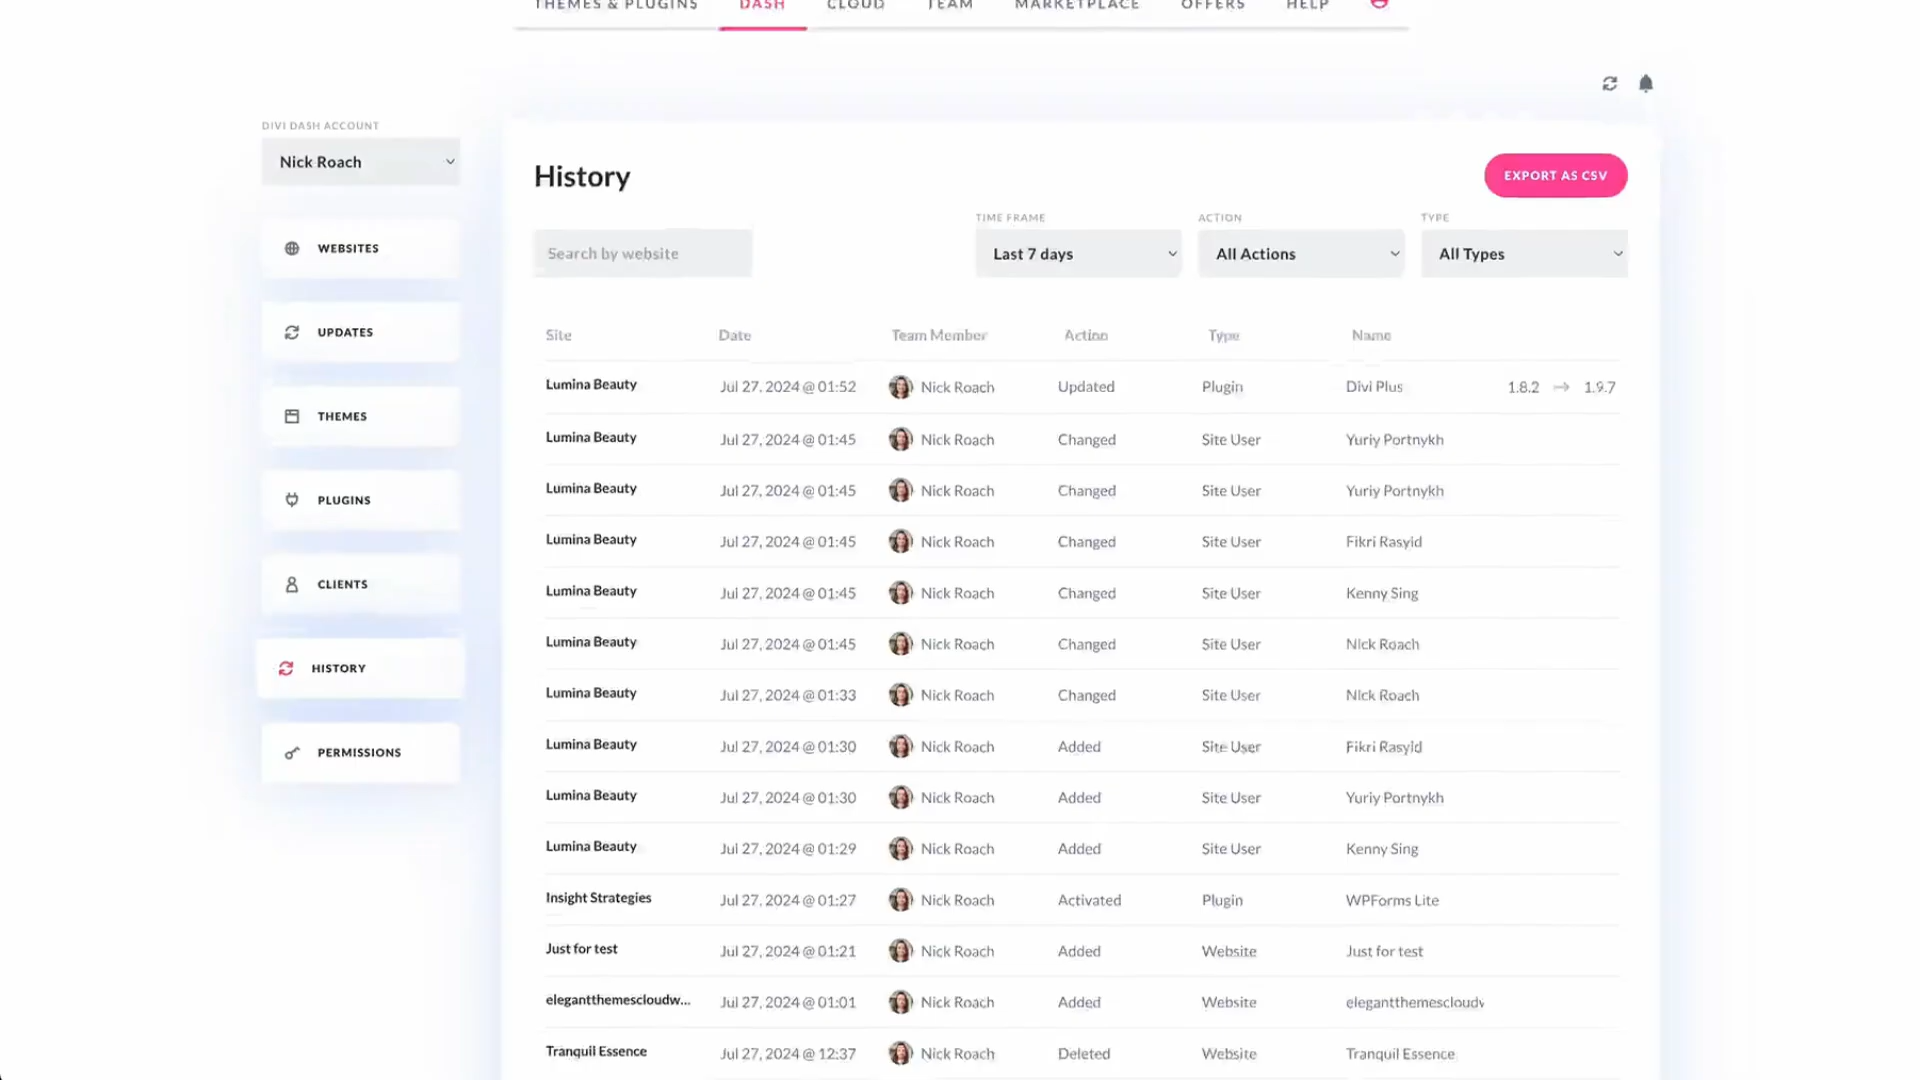 THEMES & PLUGINS DASH CLOUD TEAM MARKETPLACE OFFERS HELP
DIVI DASH ACCOUNT
Nick Roach
WEBSITES
UPDATES
THEMES
PLUGINS
CLIENTS
HISTORY
PERMISSIONS
History
EXPORT AS CSV
TIME FRAME ACTION TYPE
Search by website Last 7 days All Actions All Types
Site Date Team Member Action Type Name
Lumina Beauty Jul 27, 2024 @ 01:52 Nick Roach Updated Plugin Divi Plus 1.8.2 → 1.9.7
Lumina Beauty Jul 27, 2024 @ 01:45 Nick Roach Changed Site User Yuriy Portnykh
Lumina Beauty Jul 27, 2024 @ 01:45 Nick Roach Changed Site User Yuriy Portnykh
Lumina Beauty Jul 27, 2024 @ 01:45 Nick Roach Changed Site User Fikri Rasyid
Lumina Beauty Jul 27, 2024 @ 01:45 Nick Roach Changed Site User Kenny Sing
Lumina Beauty Jul 27, 2024 @ 01:45 Nick Roach Changed Site User Nick Roach
Lumina Beauty Jul 27, 2024 @ 01:33 Nick Roach Changed Site User Nick Roach
Lumina Beauty Jul 27, 2024 @ 01:30 Nick Roach Added Site User Fikri Rasyid
Lumina Beauty Jul 27, 2024 @ 01:30 Nick Roach Added Site User Yuriy Portnykh
Lumina Beauty Jul 27, 2024 @ 01:29 Nick Roach Added Site User Kenny Sing
Insight Strategies Jul 27, 2024 @ 01:27 Nick Roach Activated Plugin WPForms Lite
Just for test Jul 27, 2024 @ 01:21 Nick Roach Added Website Just for test
elegantthemescloudw... Jul 27, 2024 @ 01:01 Nick Roach Added Website elegantthemescloudv
Tranquil Essence Jul 27, 2024 @ 12:37 Nick Roach Deleted Website Tranquil Essence